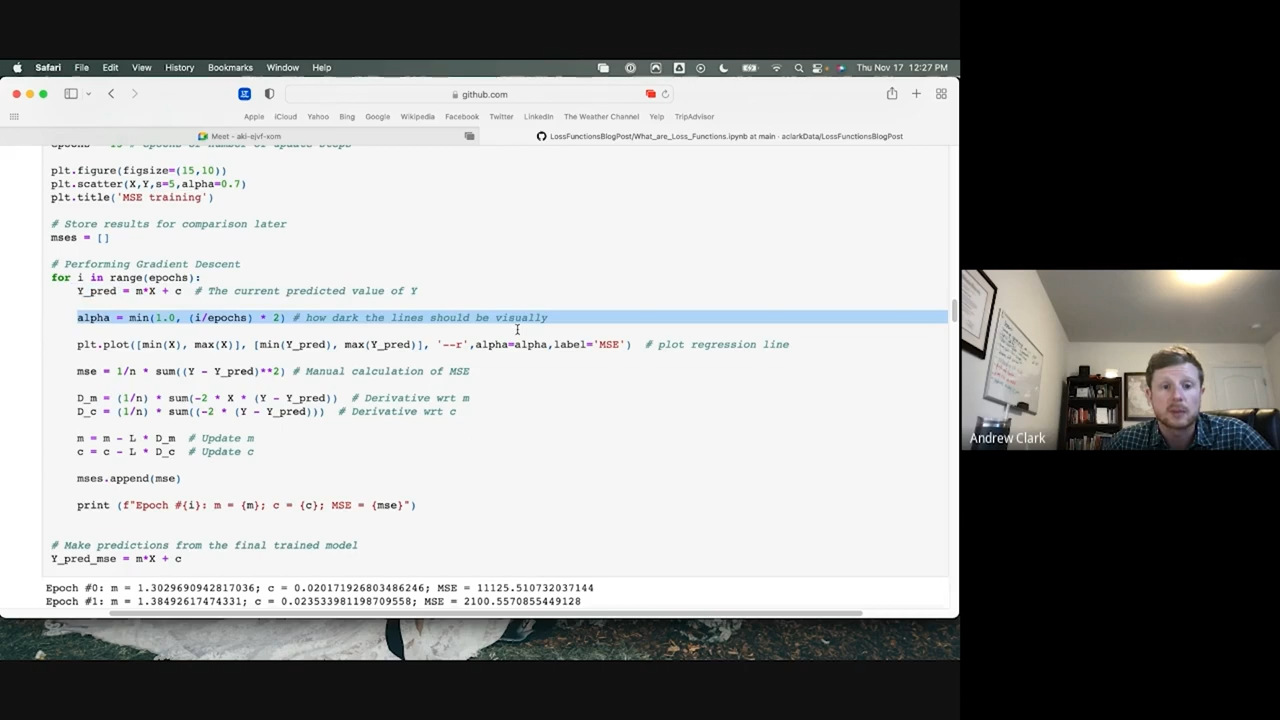 Safari File Edit View History Bookmarks Window Help
Thu Nov 17 12:27 PM
github.com
Apple iCloud Yahoo Bing Google Wikipedia Facebook Twitter LinkedIn The Weather Channel Yelp TripAdvisor
Meet - aki-ejvf-xom
LossFunctionsBlogPost/What_are_Loss_Functions.ipynb at main · aclarkData/LossFunctionsBlogPost
plt.figure(figsize=(15,10))
plt.scatter(X,Y,s=5,alpha=0.7)
plt.title('MSE training')
# Store results for comparison later
mses = []
# Performing Gradient Descent
for i in range(epochs):
Y_pred = m*X + c # The current predicted value of Y
alpha = min(1.0, (i/epochs) * 2) # how dark the lines should be visually
plt.plot([min(X), max(X)], [min(Y_pred), max(Y_pred)], '--r',alpha=alpha,label='MSE') # plot regression line
mse = 1/n * sum((Y - Y_pred)**2) # Manual calculation of MSE
D_m = (1/n) * sum(-2 * X * (Y - Y_pred)) # Derivative wrt m
D_c = (1/n) * sum((-2 * (Y - Y_pred))) # Derivative wrt c
m = m - L * D_m # Update m
c = c - L * D_c # Update c
mses.append(mse)
print (f"Epoch #{i}: m = {m}; c = {c}; MSE = {mse}")
# Make predictions from the final trained model
Y_pred_mse = m*X + c
Epoch #0: m = 1.3029690942817036; c = 0.020171926803486246; MSE = 11125.510732037144
Epoch #1: m = 1.38492617474331; c = 0.023533981198709558; MSE = 2100.5570855449128
Andrew Clark